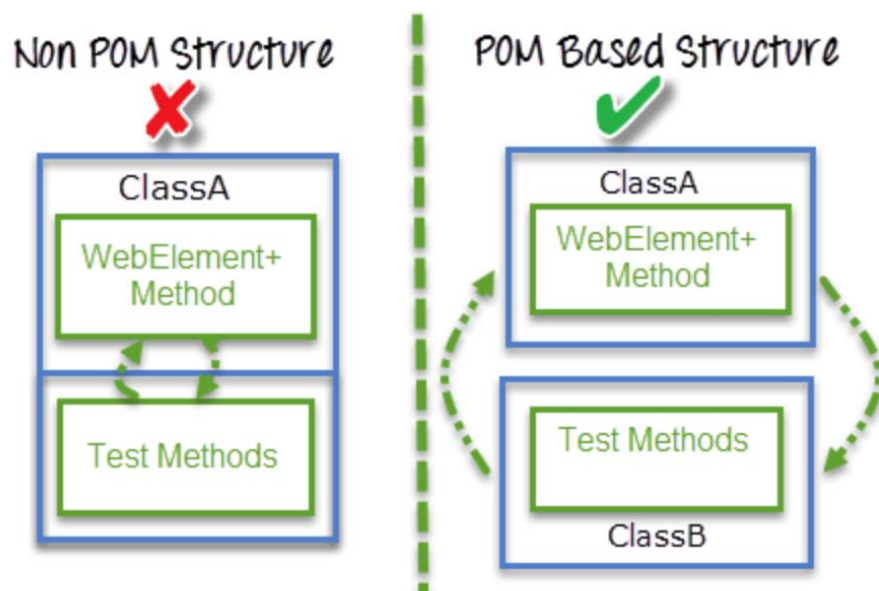 Non POM Structure
ClassA
WebElement+
Method
Test Methods
POM Based Structure
ClassA
WebElement+
Method
Test Methods
ClassB